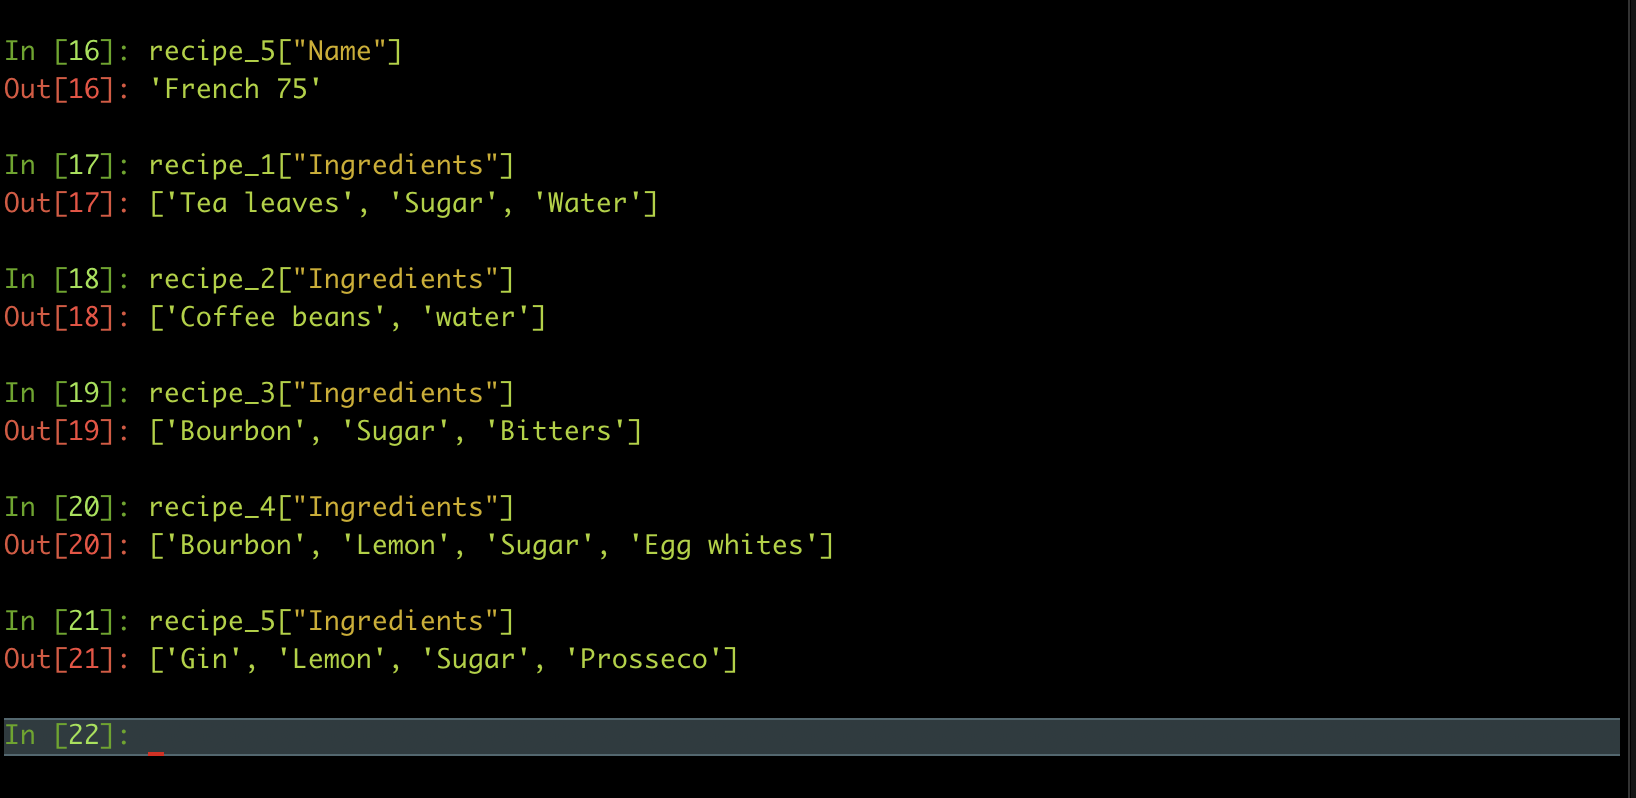 In [16]: recipe_5["Name"]
Out[16]: 'French 75'
In [17]: recipe_1["Ingredients"]
Out[17]: ['Tea leaves', 'Sugar', 'Water']
In [18]: recipe_2["Ingredients"]
Out[18]: ['Coffee beans', 'water']
In [19]: recipe_3["Ingredients"]
Out[19]: ['Bourbon', 'Sugar', 'Bitters']
In [20]: recipe_4["Ingredients"]
Out[20]: ['Bourbon', 'Lemon', 'Sugar', 'Egg whites']
In [21]: recipe_5["Ingredients"]
Out[21]: ['Gin', 'Lemon', 'Sugar', 'Prosseco']
In [22]: